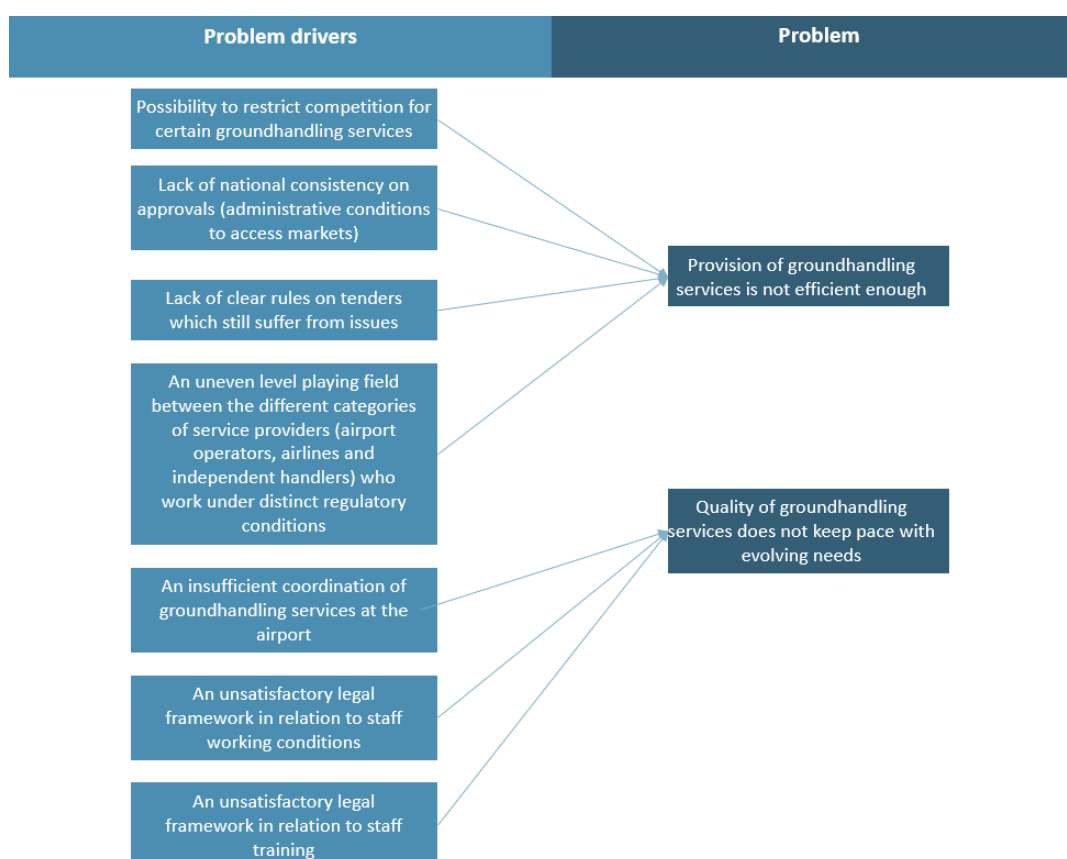 Problem drivers
Problem
Possibility to restrict competition for
certain groundhandling services
Lack of national consistency on
approvals (administrative conditions
to access markets)
Lack of clear rules on tenders
which still suffer from issues
An uneven level playing field
between the different categories
of service providers (airport
operators, airlines and
independent handlers) who
work under distinct regulatory
conditions
An insufficient coordination of
groundhandling services at the
airport
An unsatisfactory legal
framework in relation to staff
working conditions
An unsatisfactory legal
framework in relation to staff
training
Provision of groundhandling
services is not efficient enough
Quality of groundhandling
services does not keep pace with
evolving needs